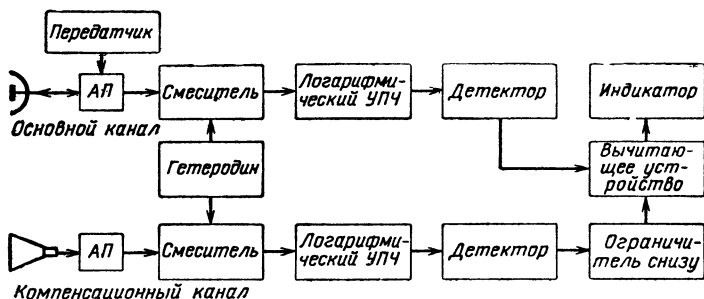 Передатчик
АП
Смеситель
Логарифми-
ческий УПЧ
Детектор
Индикатор
Основной канал
Гетеродин
Вычитаю-
щее уст-
ройство
АП
Смеситель
Логарифми-
ческий УПЧ
Детектор
Ограничи-
тель снизу
Компенсационный канал